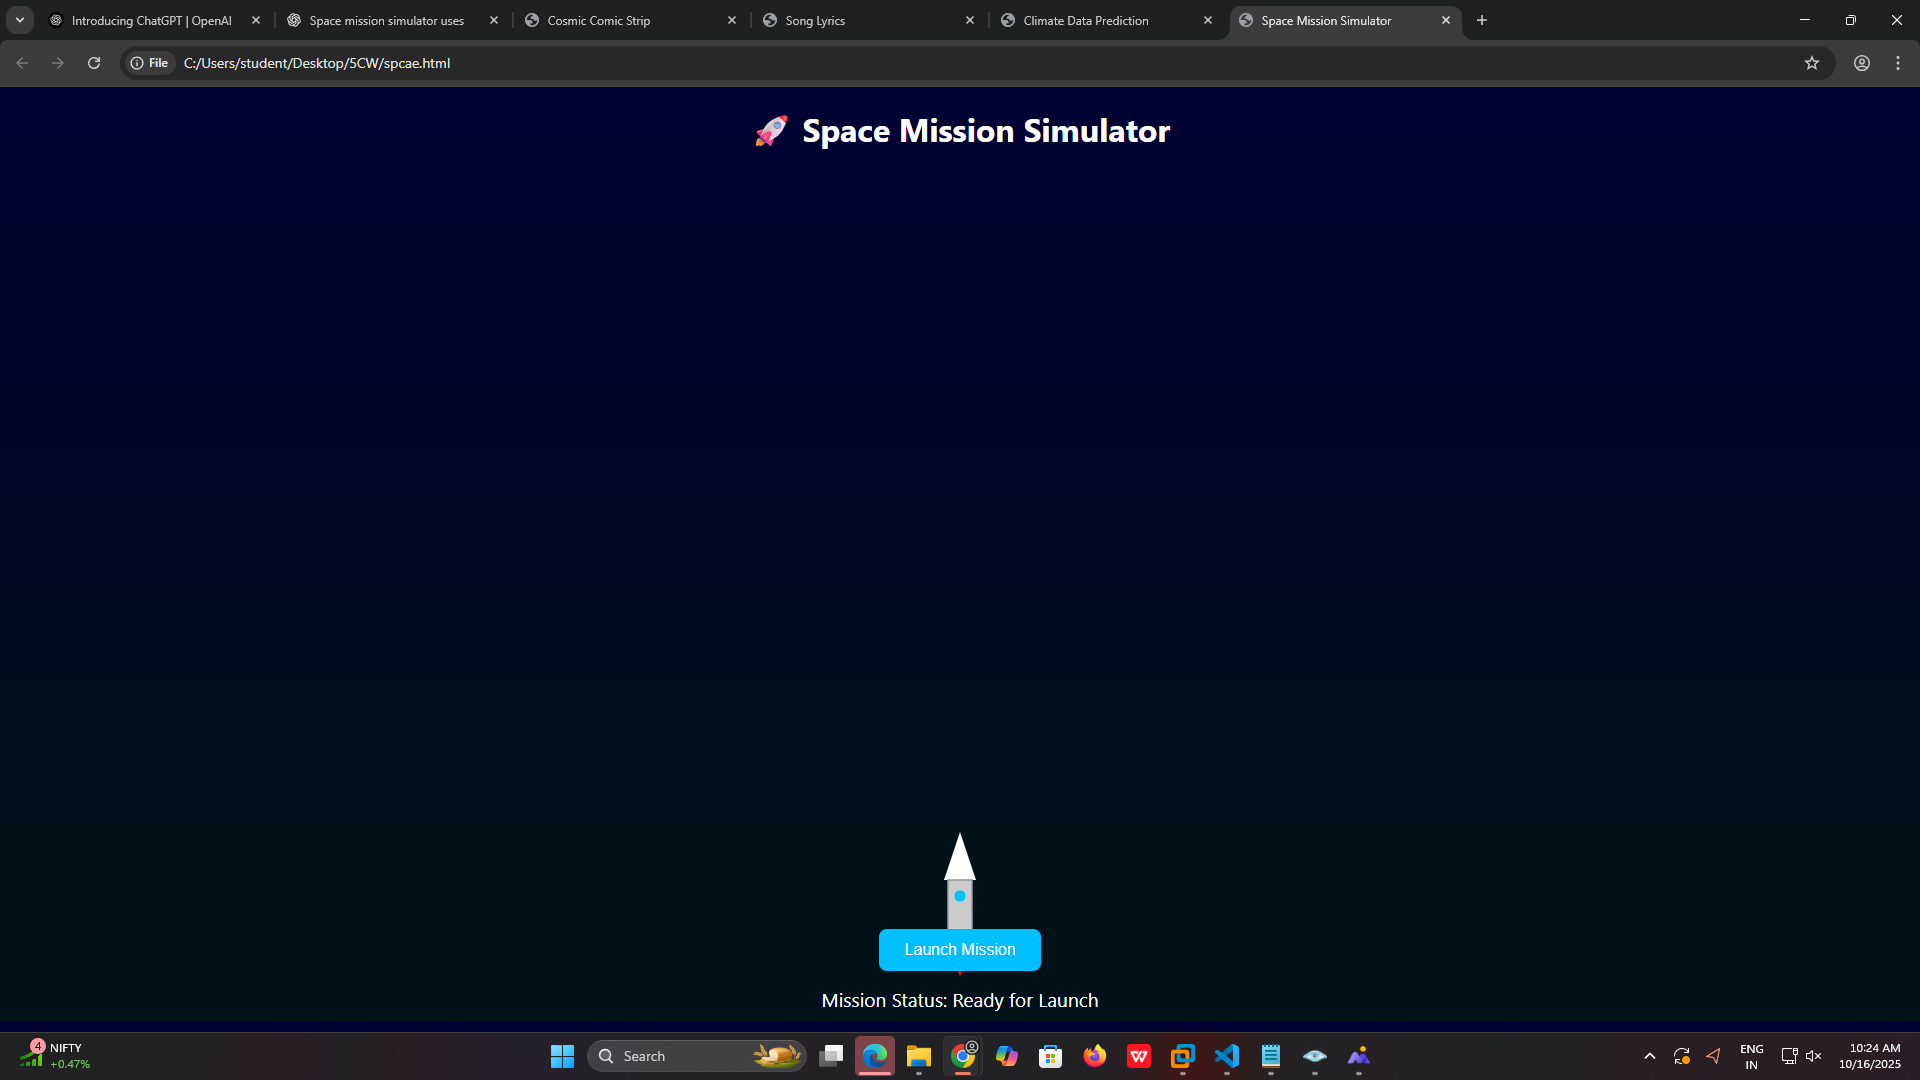 Introducing ChatGPT | OpenAI
Space mission simulator uses
Cosmic Comic Strip
Song Lyrics
Climate Data Prediction
Space Mission Simulator
File
C:/Users/student/Desktop/5CW/spcae.html
🚀 Space Mission Simulator
Launch Mission
Mission Status: Ready for Launch
4
NIFTY
+0.47%
Search
W
ENG
IN
10:24 AM
10/16/2025